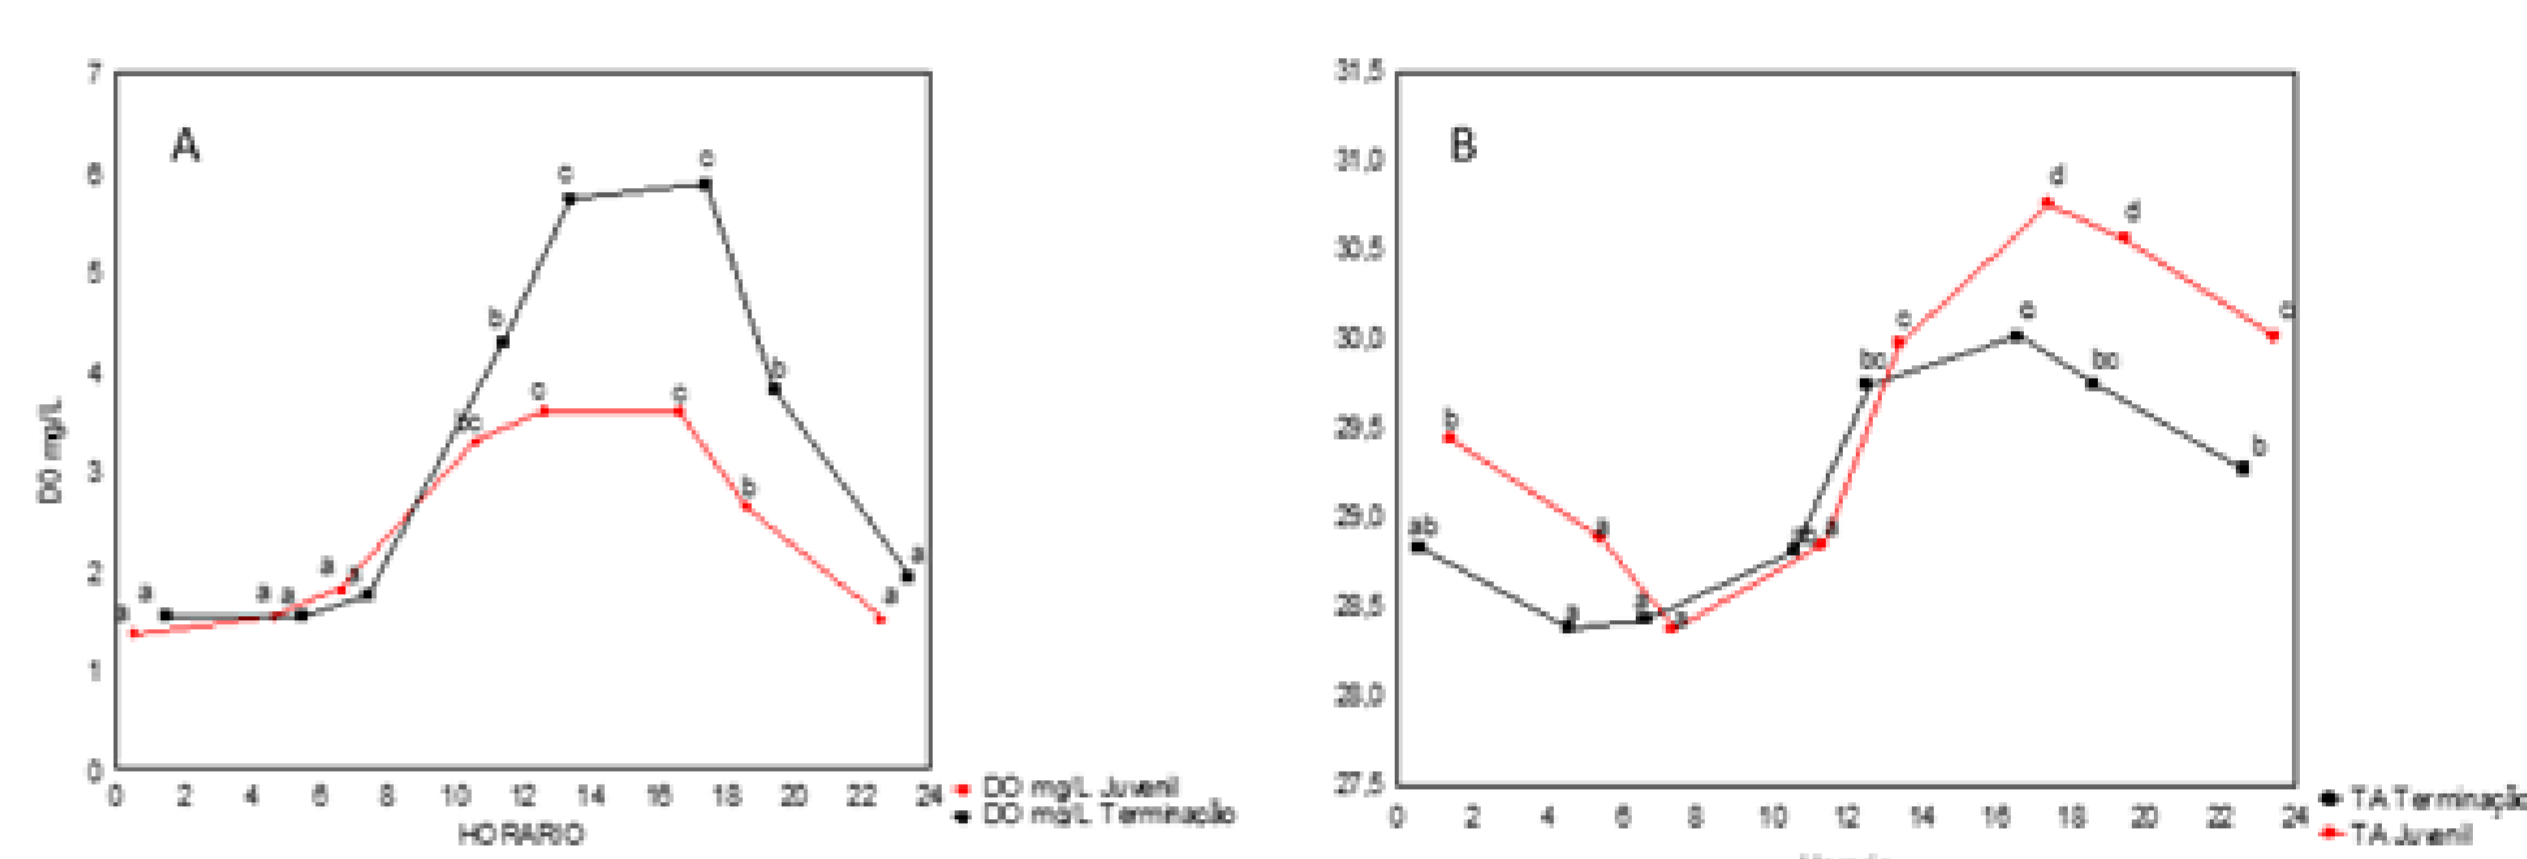 A
7
6
5
4
3
2
1
0
DO mg/L
c
c
b
b
bc
c
c
b
a
a
a
a
a
a
a
a
a
0 2 4 6 8 10 12 14 16 18 20 22 24
HORARIO
DO mg/L Juvenil
DO mg/L Terminação
B
31,5
31,0
30,5
30,0
29,5
29,0
28,5
28,0
27,5
d
d
c
c
c
bc
bc
b
b
ab
a
a
a
a
a
0 2 4 6 8 10 12 14 16 18 20 22 24
TA Terminação
TA Juvenil